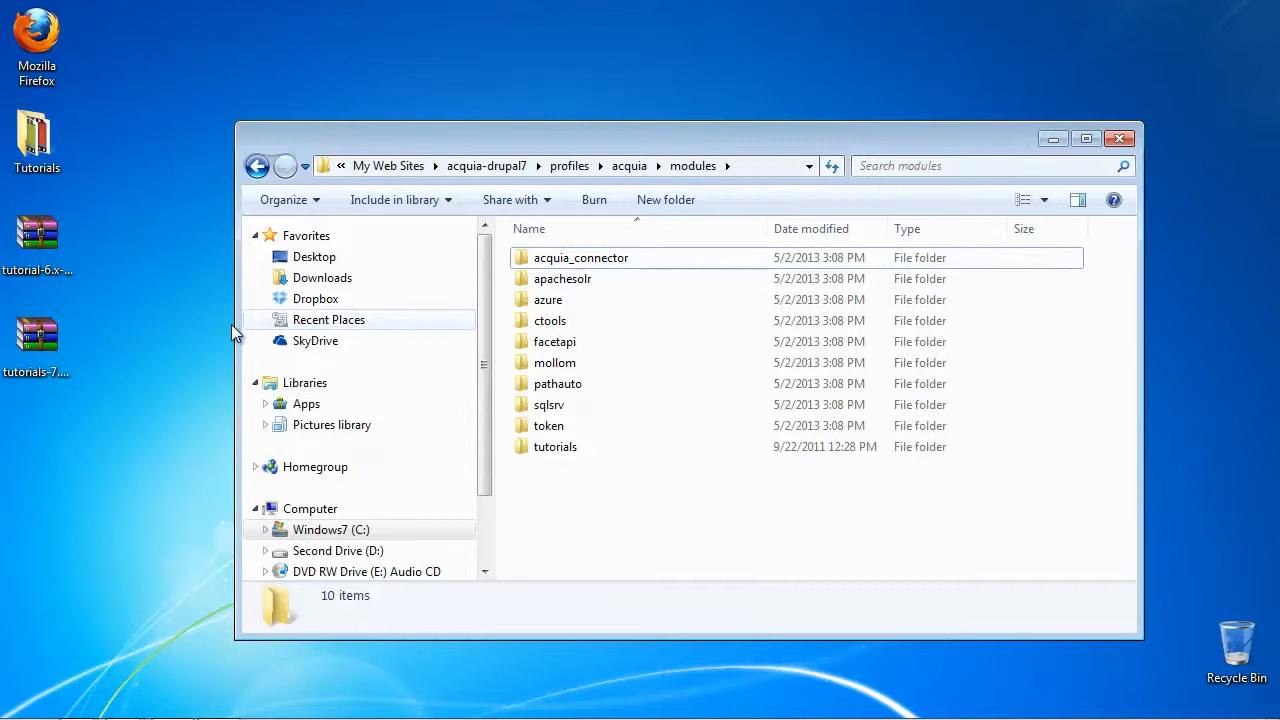 Mozilla
Firefox
Tutorials
tutorial-6.x-...
tutorials-7....
« My Web Sites acquia-drupal7 profiles acquia modules
Search modules
Organize Include in library Share with Burn New folder
Favorites
Desktop
Downloads
Dropbox
Recent Places
SkyDrive
Libraries
Apps
Pictures library
Homegroup
Computer
Windows7 (C:)
Second Drive (D:)
DVD RW Drive (E:) Audio CD
Name Date modified Type Size
acquia_connector 5/2/2013 3:08 PM File folder
apachesolr 5/2/2013 3:08 PM File folder
azure 5/2/2013 3:08 PM File folder
ctools 5/2/2013 3:08 PM File folder
facetapi 5/2/2013 3:08 PM File folder
mollom 5/2/2013 3:08 PM File folder
pathauto 5/2/2013 3:08 PM File folder
sqlsrv 5/2/2013 3:08 PM File folder
token 5/2/2013 3:08 PM File folder
tutorials 9/22/2011 12:28 PM File folder
10 items
Recycle Bin